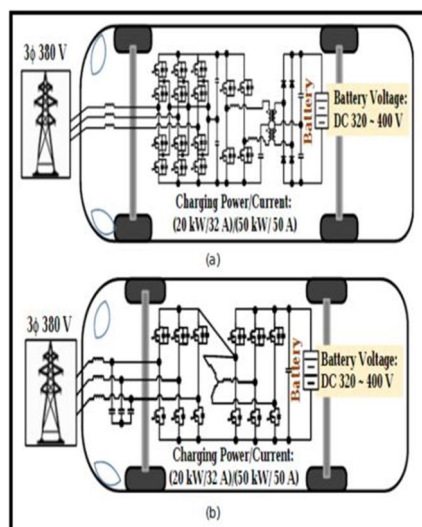 3ϕ 380 V
Battery
Battery Voltage:
DC 320 ~ 400 V
Charging Power/Current:
(20 kW/32 A)/(50 kW/ 50 A)
(a)
3ϕ 380 V
Battery
Battery Voltage:
DC 320 ~ 400 V
Charging Power/Current:
(20 kW/32 A)/(50 kW/ 50 A)
(b)